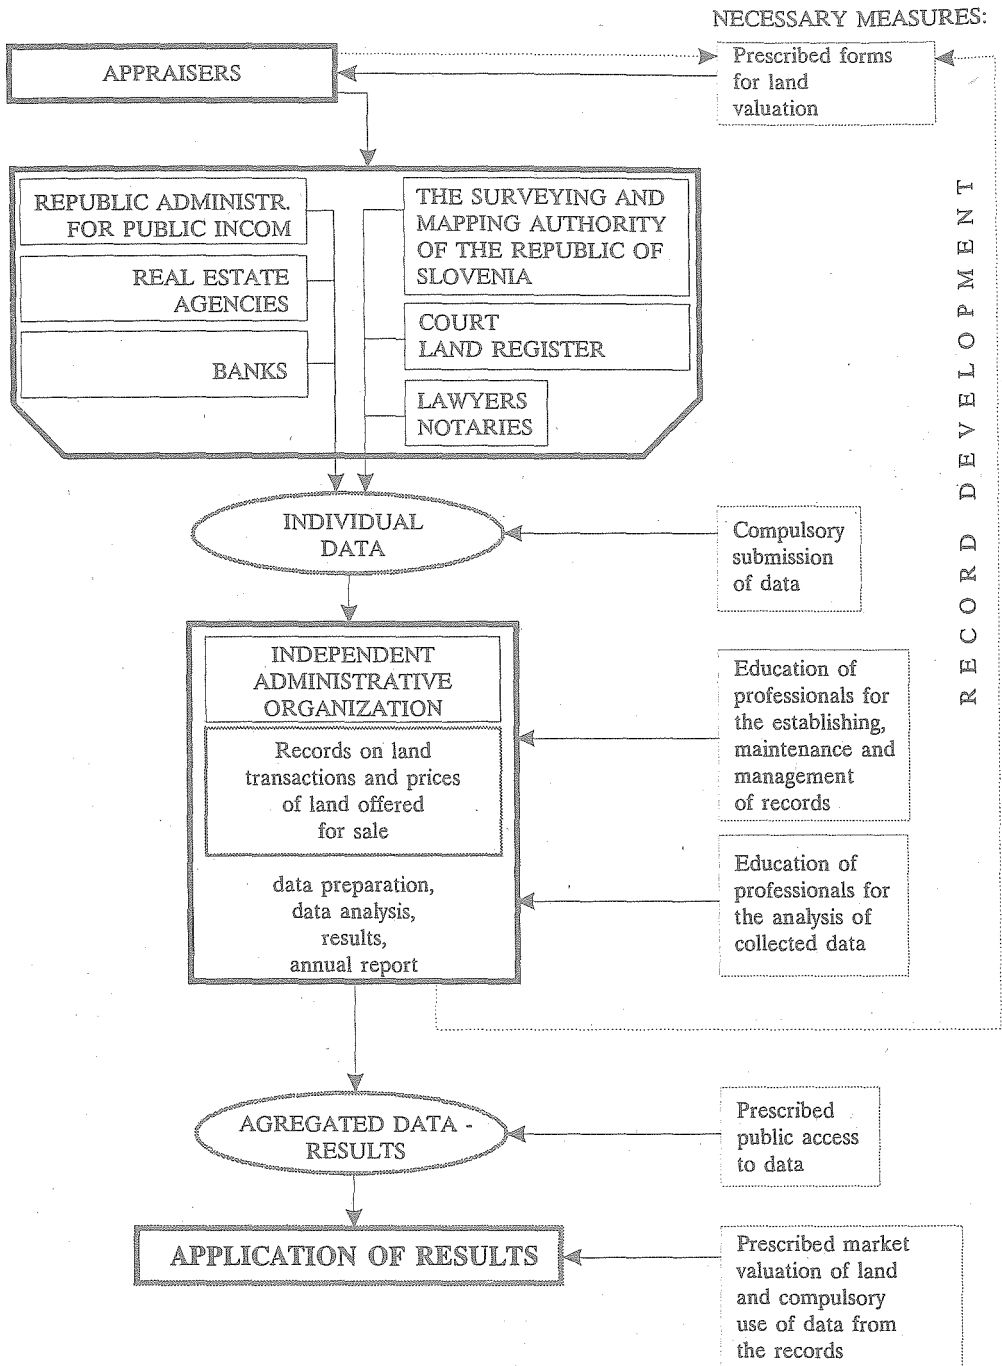 NECESSARY MEASURES:
APPRAISERS
Prescribed forms
for land
valuation
REPUBLIC ADMINISTR.
FOR PUBLIC INCOM
REAL ESTATE
AGENCIES
BANKS
THE SURVEYING AND
MAPPING AUTHORITY
OF THE REPUBLIC OF
SLOVENIA
COURT
LAND REGISTER
LAWYERS
NOTARIES
RECORD DEVELOPMENT
INDIVIDUAL
DATA
Compulsory
submission
of data
INDEPENDENT
ADMINISTRATIVE
ORGANIZATION
Records on land
transactions and prices
of land offered
for sale
data preparation,
data analysis,
results,
annual report
Education of
professionals for
the establishing,
maintenance and
management
of records
Education of
professionals for
the analysis of
collected data
AGREGATED DATA -
RESULTS
Prescribed
public access
to data
APPLICATION OF RESULTS
Prescribed market
valuation of land
and compulsory
use of data from
the records